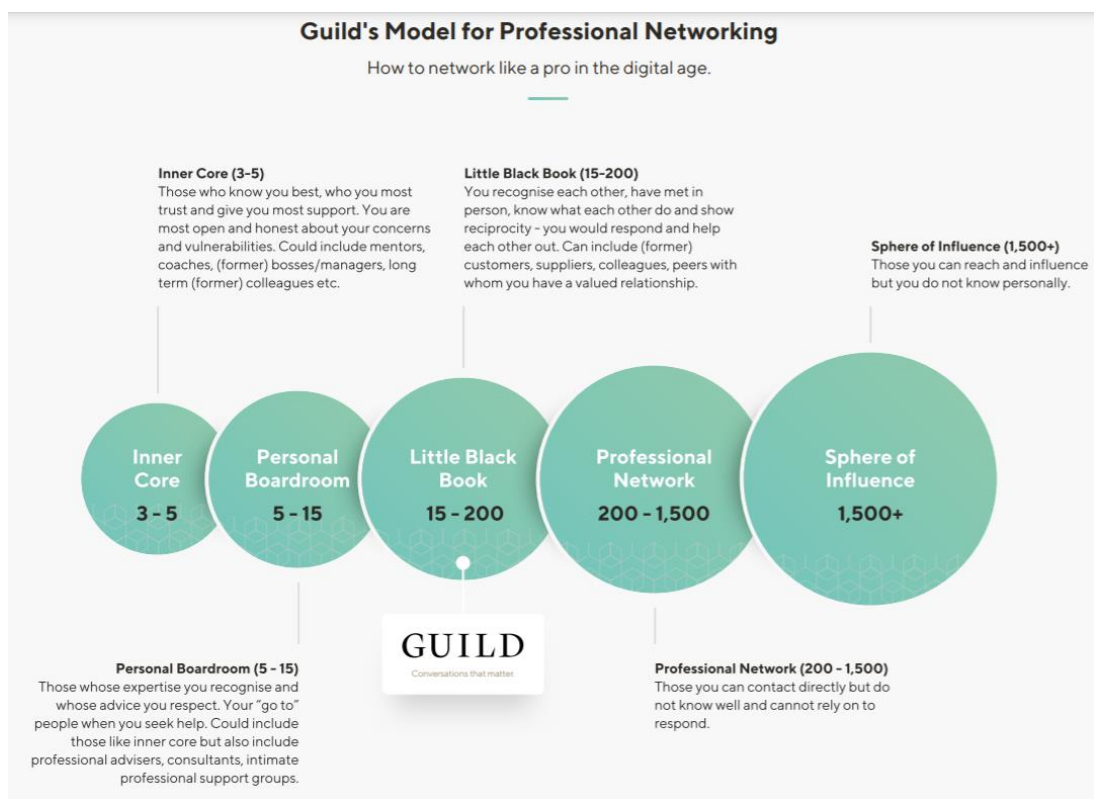 Guild's Model for Professional Networking
How to network like a pro in the digital age.
Inner Core (3-5)
Those who know you best, who you most
trust and give you most support. You are
most open and honest about your concerns
and vulnerabilities. Could include mentors,
coaches, (former) bosses/managers, long
term (former) colleagues etc.
Little Black Book (15-200)
You recognise each other, have met in
person, know what each other do and show
reciprocity - you would respond and help
each other out. Can include (former)
customers, suppliers, colleagues, peers with
whom you have a valued relationship.
Sphere of Influence (1,500+)
Those you can reach and influence
but you do not know personally.
Inner
Core
3 - 5
Personal
Boardroom
5 - 15
Little Black
Book
15 - 200
Professional
Network
200 - 1,500
Sphere of
Influence
1,500+
GUILD
Conversations that matter.
Personal Boardroom (5 - 15)
Those whose expertise you recognise and
whose advice you respect. Your "go to"
people when you seek help. Could include
those like inner core but also include
professional advisers, consultants, intimate
professional support groups.
Professional Network (200 - 1,500)
Those you can contact directly but do
not know well and cannot rely on to
respond.